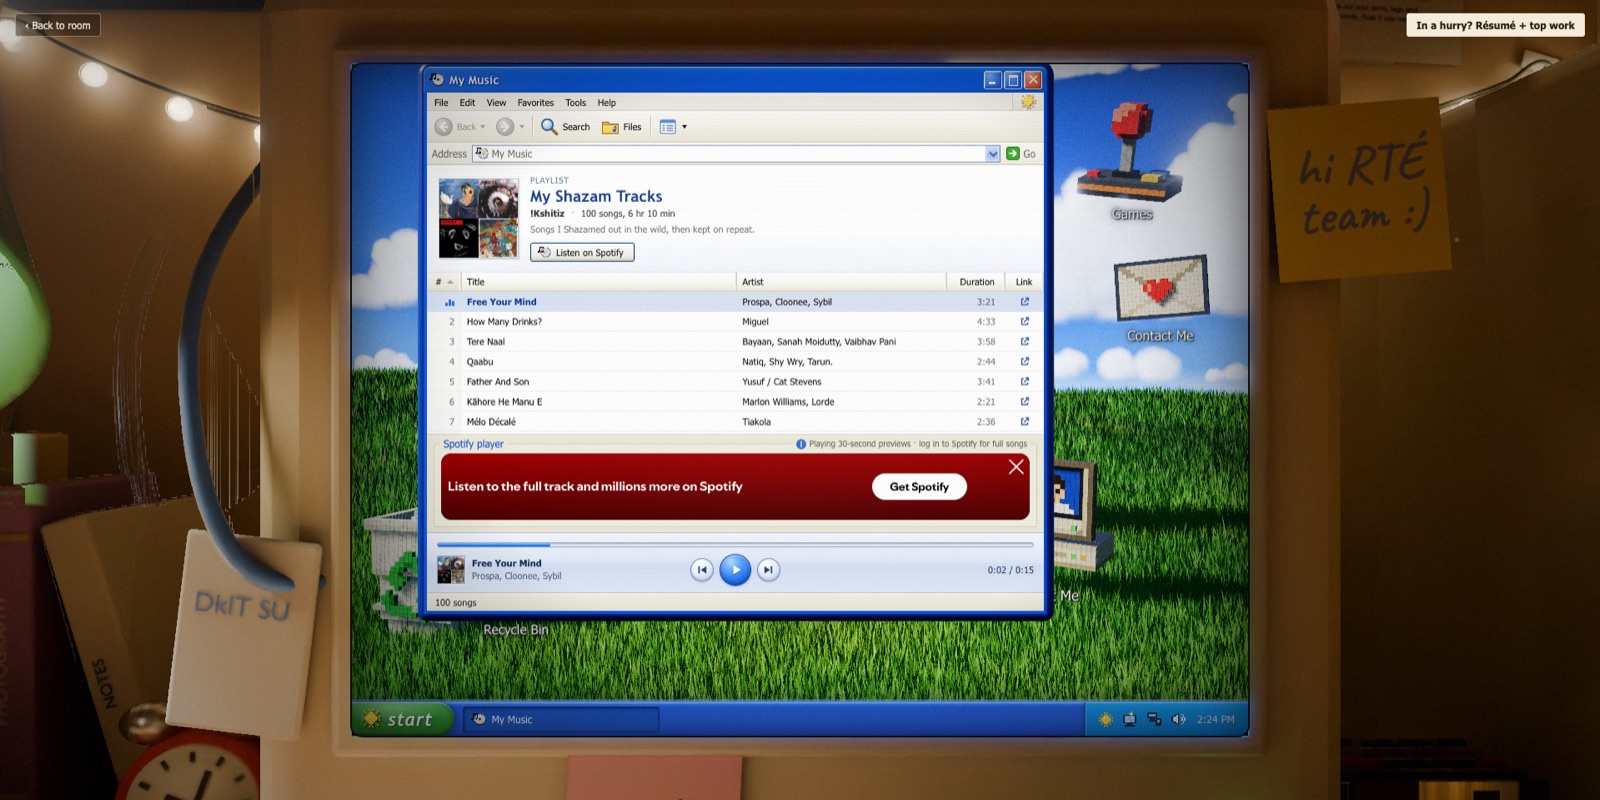 ‹ Back to room
In a hurry? Résumé + top work
My Music
File Edit View Favorites Tools Help
Back Search Files
Address My Music Go
PLAYLIST
My Shazam Tracks
!Kshitiz · 100 songs, 6 hr 10 min
Songs I Shazamed out in the wild, then kept on repeat.
Listen on Spotify
# Title Artist Duration Link
Free Your Mind Prospa, Cloonee, Sybil 3:21
2 How Many Drinks? Miguel 4:33
3 Tere Naal Bayaan, Sanah Moidutty, Vaibhav Pani 3:58
4 Qaabu Natiq, Shy Wry, Tarun. 2:44
5 Father And Son Yusuf / Cat Stevens 3:41
6 Kāhore He Manu E Marlon Williams, Lorde 2:21
7 Mélo Décalé Tiakola 2:36
Spotify player
Playing 30-second previews · log in to Spotify for full songs
Listen to the full track and millions more on Spotify
Get Spotify
Free Your Mind
Prospa, Cloonee, Sybil
0:02 / 0:15
100 songs
Games
Contact Me
Me
Recycle Bin
start
My Music
2:24 PM
hi RTÉ
team :)
DkIT SU
NOTES